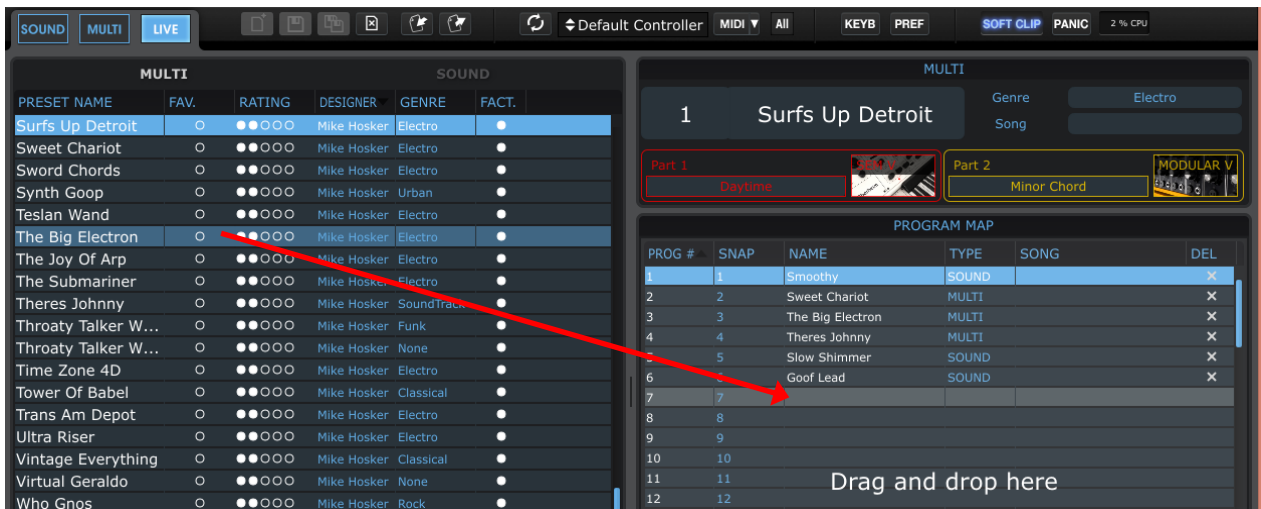 SOUND MULTI LIVE Default Controller MIDI All KEYB PREF SOFT CLIP PANIC 2 % CPU
MULTI SOUND
PRESET NAME FAV. RATING DESIGNER GENRE FACT.
Surfs Up Detroit Mike Hosker Electro
Sweet Chariot Mike Hosker Electro
Sword Chords Mike Hosker Electro
Synth Goop Mike Hosker Urban
Teslan Wand Mike Hosker Electro
The Big Electron Mike Hosker Electro
The Joy Of Arp Mike Hosker Electro
The Submariner Mike Hosker Electro
Theres Johnny Mike Hosker SoundTrack
Throaty Talker W... Mike Hosker Funk
Throaty Talker W... Mike Hosker None
Time Zone 4D Mike Hosker Electro
Tower Of Babel Mike Hosker Classical
Trans Am Depot Mike Hosker Electro
Ultra Riser Mike Hosker Electro
Vintage Everything Mike Hosker Classical
Virtual Geraldo Mike Hosker None
Who Gnos Mike Hosker Rock
MULTI
1 Surfs Up Detroit
Genre Electro
Song
Part 1 SEM V
Daytime
Part 2 MODULAR V
Minor Chord
PROGRAM MAP
PROG # SNAP NAME TYPE SONG DEL
1 1 Smoothy SOUND
2 2 Sweet Chariot MULTI
3 3 The Big Electron MULTI
4 4 Theres Johnny MULTI
5 5 Slow Shimmer SOUND
6 6 Goof Lead SOUND
7 7
8 8
9 9
10 10
11 11
12 12
Drag and drop here